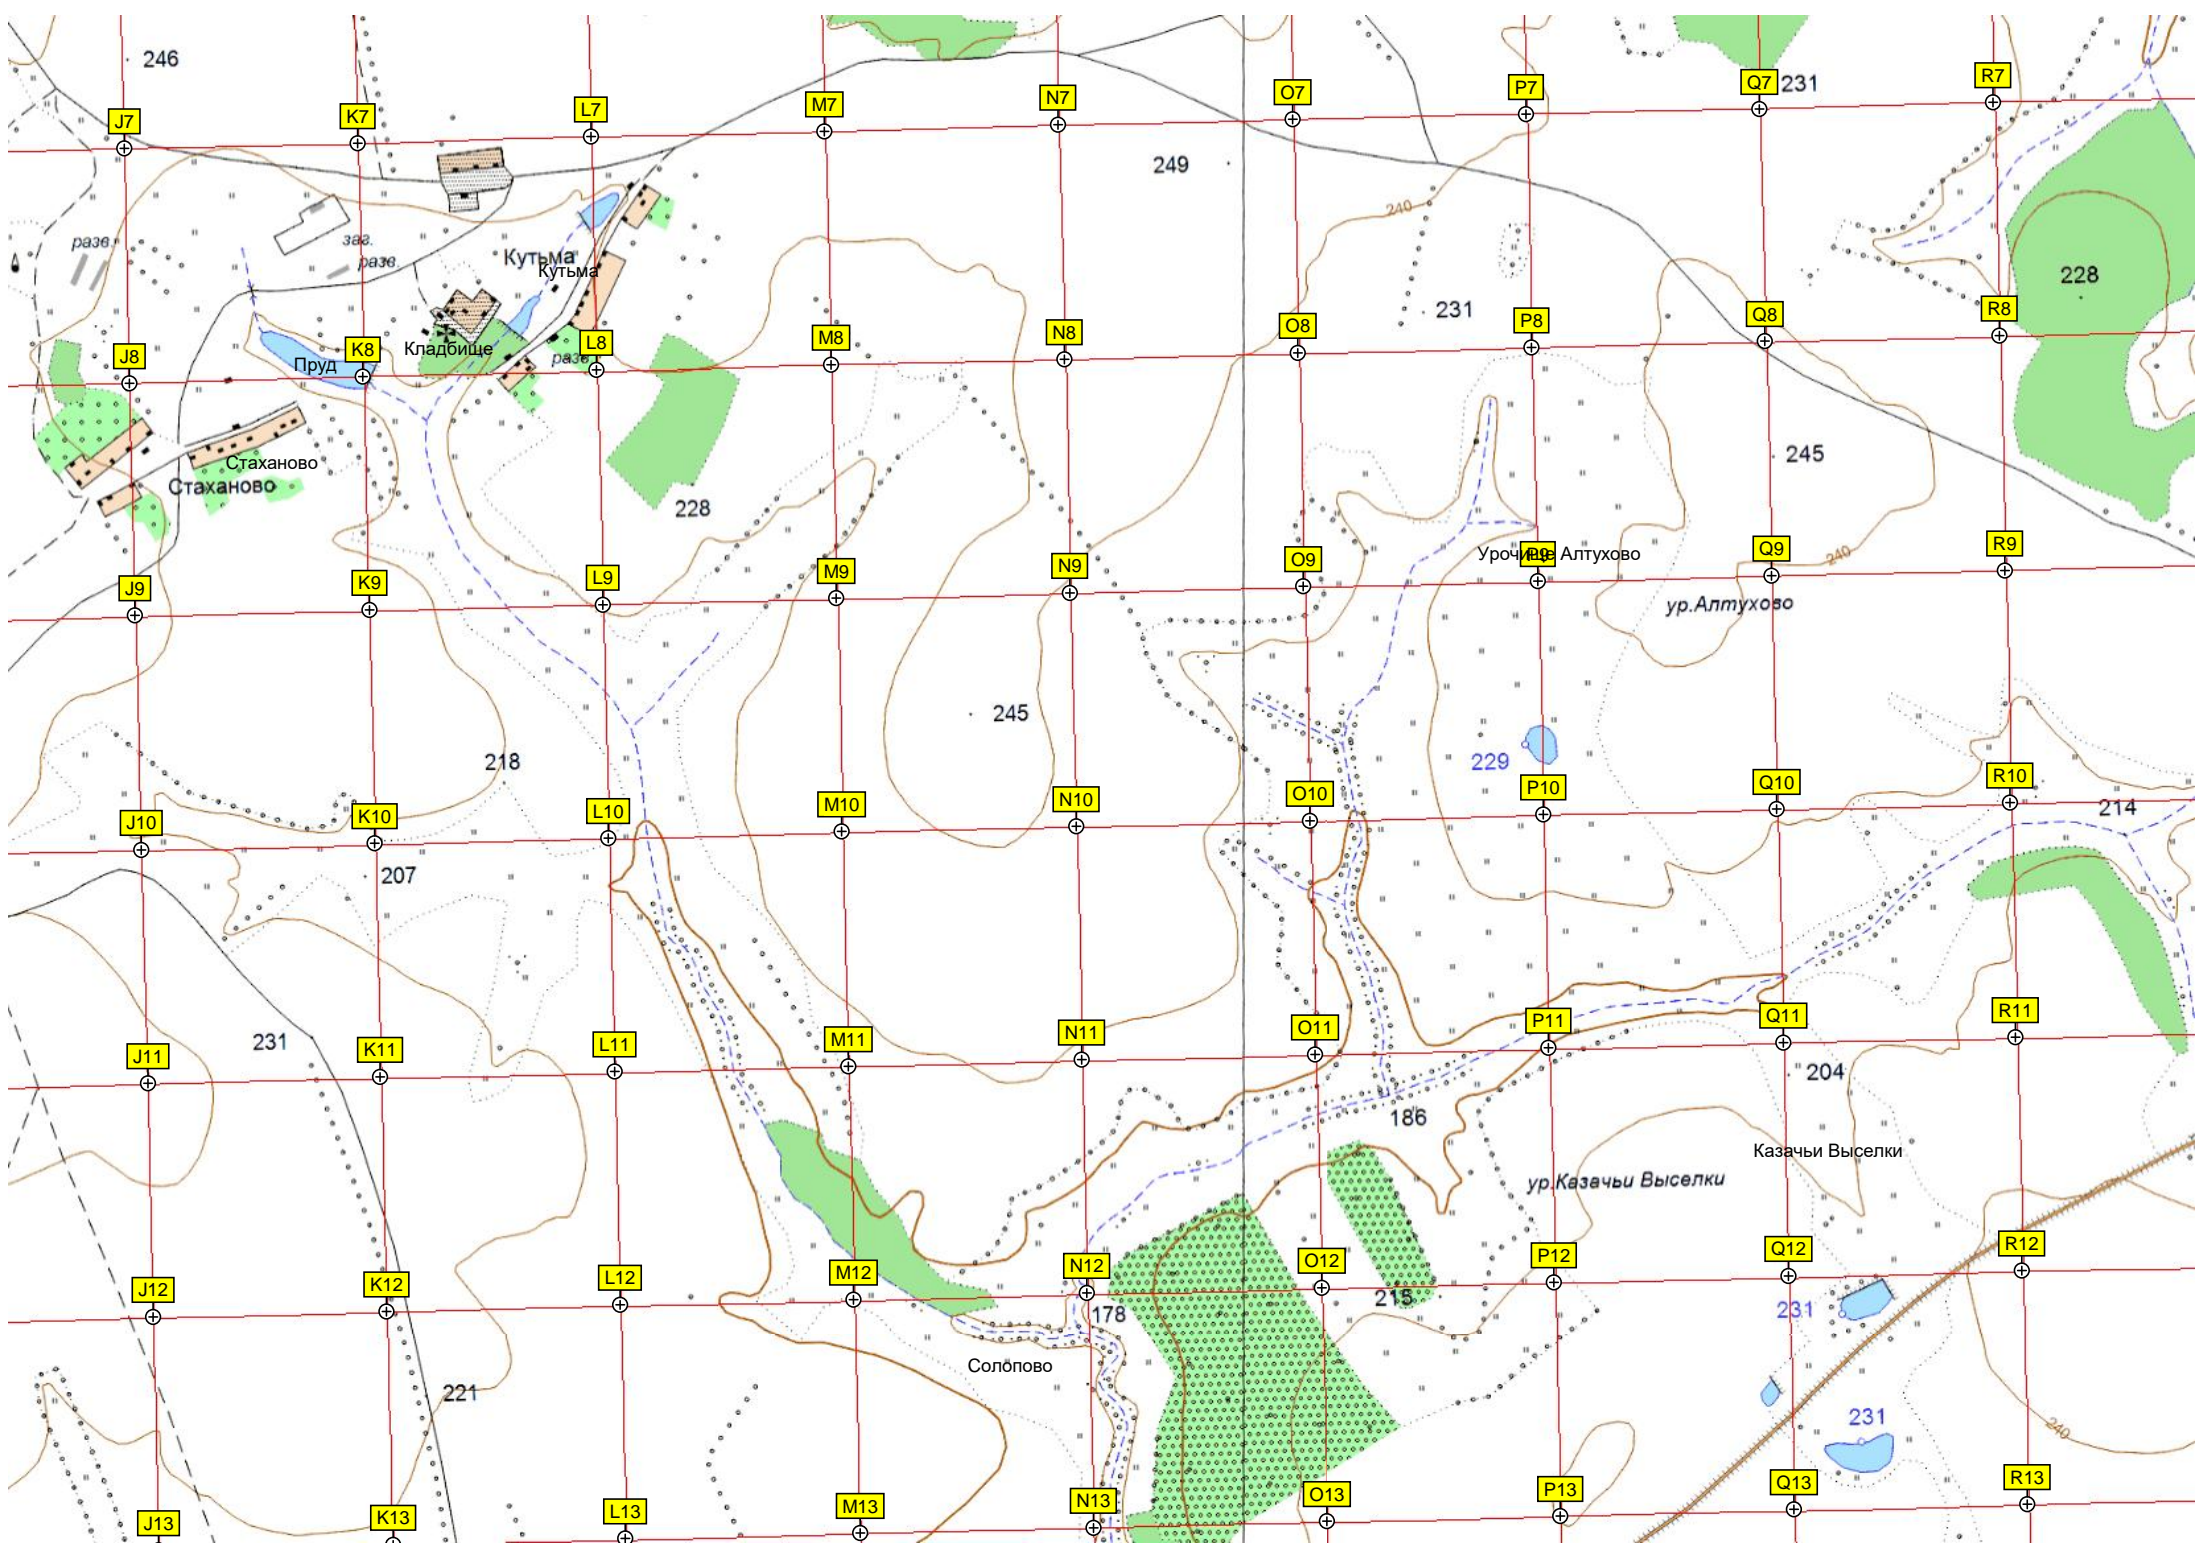 246
J7
K7
L7
M7
N7
O7
P7
Q7
231
R7
249
240
разв.
заг.
разв.
Кутьма
Кутьма
228
231
J8
Пруд
K8
Кладбище
разв
L8
M8
N8
O8
P8
Q8
R8
Стаханово
Стаханово
228
245
J9
K9
L9
M9
N9
O9
P9
Урочище Алтухово
Q9
240
R9
ур.Алтухово
245
218
229
J10
K10
L10
M10
N10
O10
P10
Q10
R10
214
207
231
J11
K11
L11
M11
N11
O11
P11
Q11
R11
204
186
Казачьи Выселки
ур.Казачьи Выселки
J12
K12
L12
M12
N12
O12
P12
Q12
R12
178
215
231
Солопово
221
231
240
J13
K13
L13
M13
N13
O13
P13
Q13
R13